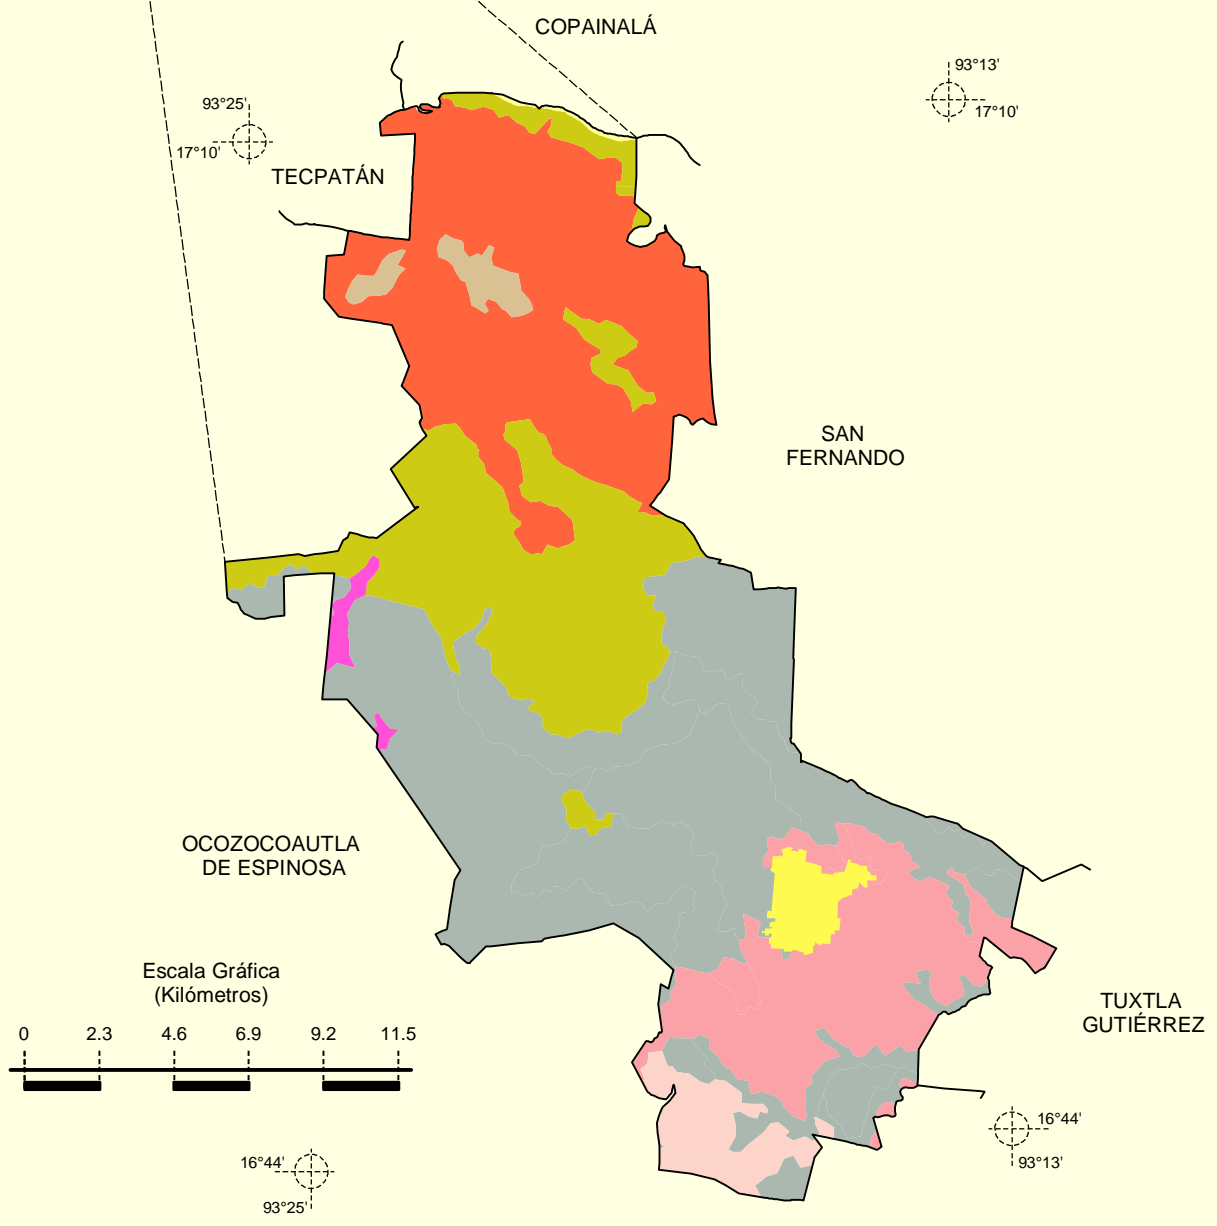 COPAINALÁ
93°13'
17°10'
93°25'
17°10'
TECPATÁN
SAN
FERNANDO
OCOZOCOAUTLA
DE ESPINOSA
Escala Gráfica
(Kilómetros)
0 2.3 4.6 6.9 9.2 11.5
TUXTLA
GUTIÉRREZ
16°44'
93°13'
16°44'
93°25'